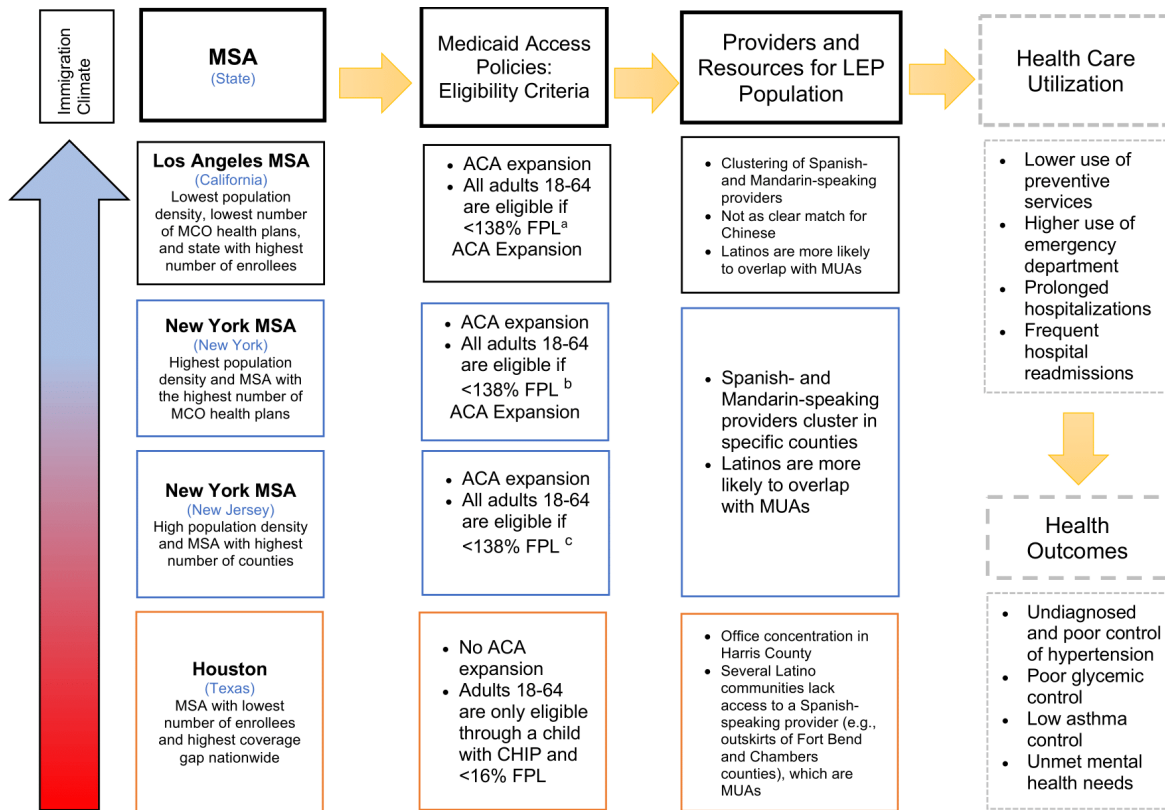 Immigration
Climate
MSA
(State)
Medicaid Access
Policies:
Eligibility Criteria
Providers and
Resources for LEP
Population
Health Care
Utilization
Los Angeles MSA
(California)
Lowest population
density, lowest number
of MCO health plans,
and state with highest
number of enrollees
• ACA expansion
• All adults 18-64
are eligible if
<138% FPLa
ACA Expansion
• Clustering of Spanish-
and Mandarin-speaking
providers
• Not as clear match for
Chinese
• Latinos are more likely
to overlap with MUAs
• Lower use of
preventive
services
• Higher use of
emergency
department
• Prolonged
hospitalizations
• Frequent
hospital
readmissions
New York MSA
(New York)
Highest population
density and MSA with
the highest number of
MCO health plans
• ACA expansion
• All adults 18-64
are eligible if
<138% FPL b
ACA Expansion
• Spanish- and
Mandarin-speaking
providers cluster in
specific counties
• Latinos are more
likely to overlap
with MUAs
New York MSA
(New Jersey)
High population density
and MSA with highest
number of counties
• ACA expansion
• All adults 18-64
are eligible if
<138% FPL c
Health
Outcomes
Houston
(Texas)
MSA with lowest
number of enrollees
and highest coverage
gap nationwide
• No ACA
expansion
• Adults 18-64
are only eligible
through a child
with CHIP and
<16% FPL
• Office concentration in
Harris County
• Several Latino
communities lack
access to a Spanish-
speaking provider (e.g.,
outskirts of Fort Bend
and Chambers
counties), which are
MUAs
• Undiagnosed
and poor control
of hypertension
• Poor glycemic
control
• Low asthma
control
• Unmet mental
health needs